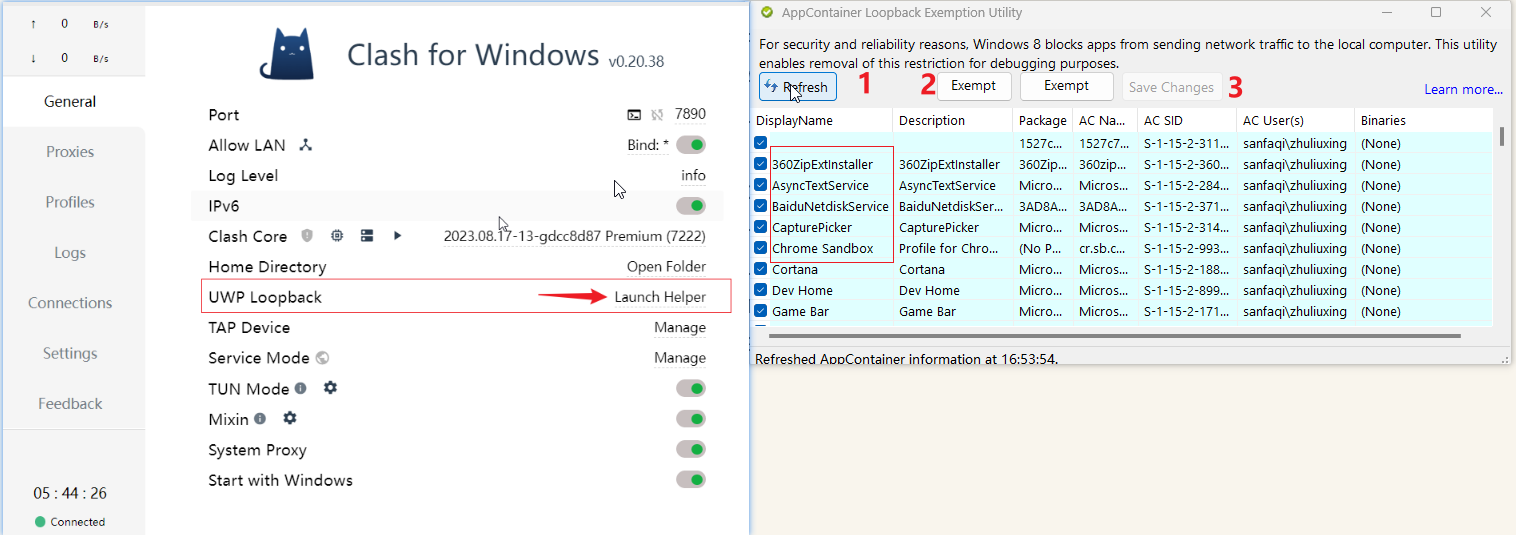 ↑ 0 B/s
↓ 0 B/s
General
Proxies
Profiles
Logs
Connections
Settings
Feedback
05 : 44 : 26
Connected
Clash for Windows v0.20.38
Port 7890
Allow LAN Bind: *
Log Level info
IPv6
Clash Core 2023.08.17-13-gdcc8d87 Premium (7222)
Home Directory Open Folder
UWP Loopback Launch Helper
TAP Device Manage
Service Mode Manage
TUN Mode
Mixin
System Proxy
Start with Windows
AppContainer Loopback Exemption Utility
For security and reliability reasons, Windows 8 blocks apps from sending network traffic to the local computer. This utility
enables removal of this restriction for debugging purposes.
Refresh 1 2 Exempt Exempt Save Changes 3 Learn more...
DisplayName Description Package AC Na... AC SID AC User(s) Binaries
1527c... 1527c7... S-1-15-2-311... sanfaqi\zhuliuxing (None)
360ZipExtInstaller 360ZipExtInstaller 360Zip... 360zip... S-1-15-2-360... sanfaqi\zhuliuxing (None)
AsyncTextService AsyncTextService Micro... Micros... S-1-15-2-284... sanfaqi\zhuliuxing (None)
BaiduNetdiskService BaiduNetdiskSer... 3AD8A... 3AD8A... S-1-15-2-371... sanfaqi\zhuliuxing (None)
CapturePicker CapturePicker Micro... Micros... S-1-15-2-314... sanfaqi\zhuliuxing (None)
Chrome Sandbox Profile for Chro... (No P... cr.sb.c... S-1-15-2-993... sanfaqi\zhuliuxing (None)
Cortana Cortana Micro... Micros... S-1-15-2-188... sanfaqi\zhuliuxing (None)
Dev Home Dev Home Micro... Micros... S-1-15-2-899... sanfaqi\zhuliuxing (None)
Game Bar Game Bar Micro... Micros... S-1-15-2-171... sanfaqi\zhuliuxing (None)
Refreshed AppContainer information at 16:53:54.